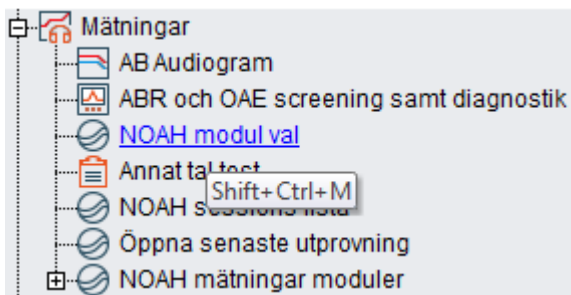 Mätningar
AB Audiogram
ABR och OAE screening samt diagnostik
NOAH modul val
Annat tal test
Shift+Ctrl+M
NOAH sessions lista
Öppna senaste utprovning
NOAH mätningar moduler